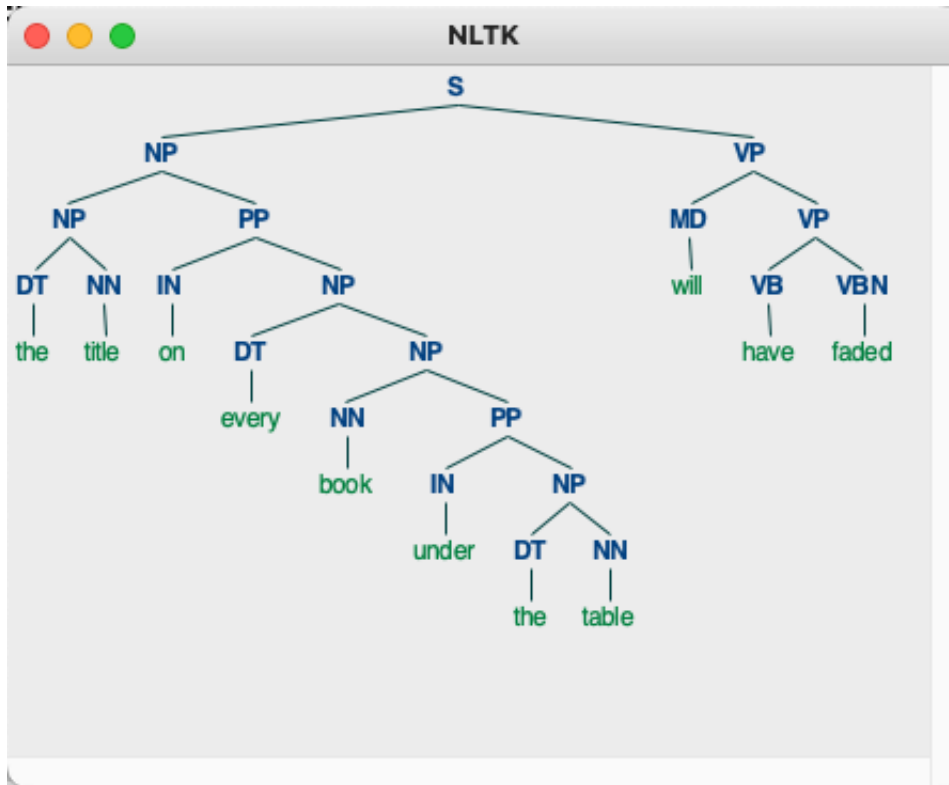 NLTK
S
NP VP
NP PP MD VP
DT NN IN NP will VB VBN
the title on DT NP have faded
every NN PP
book IN NP
under DT NN
the table